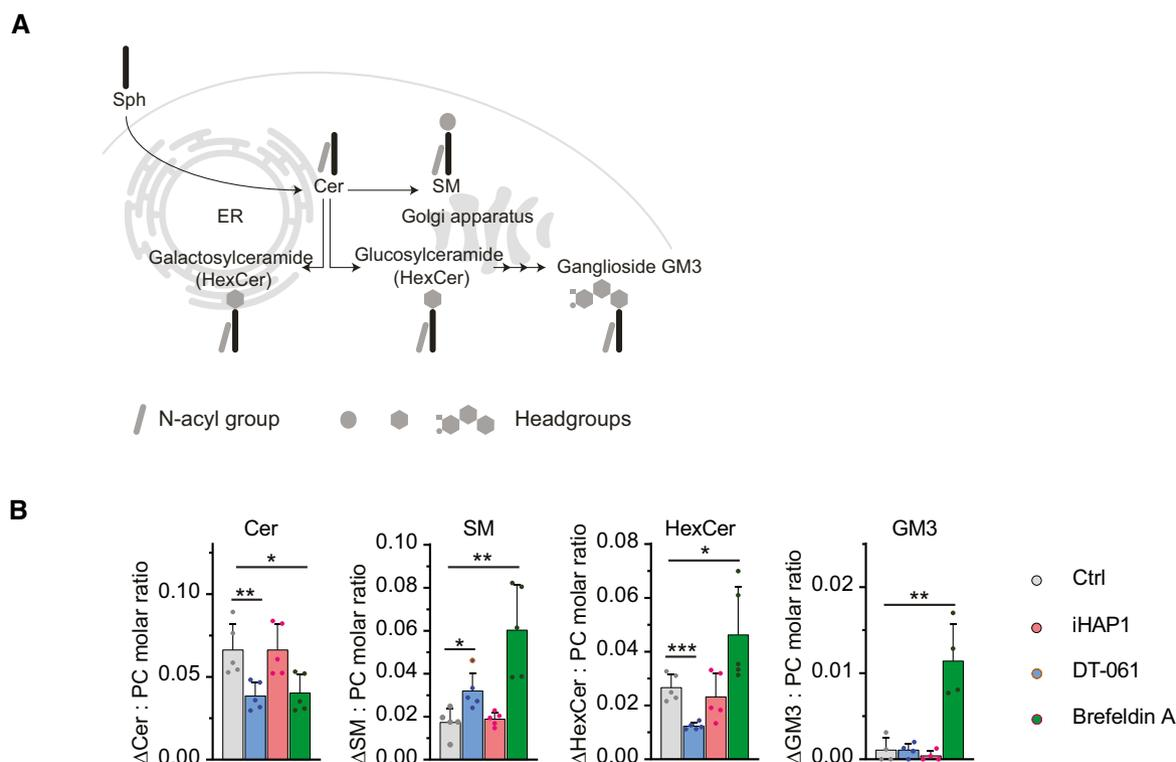 A
Sph
Cer
SM
ER
Golgi apparatus
Galactosylceramide
(HexCer)
Glucosylceramide
(HexCer)
Ganglioside GM3
N-acyl group
Headgroups
B
Cer
ΔCer : PC molar ratio
0.10
0.05
0.00
*
**
SM
ΔSM : PC molar ratio
0.10
0.08
0.06
0.04
0.02
0.00
**
*
HexCer
ΔHexCer : PC molar ratio
0.08
0.06
0.04
0.02
0.00
*
***
GM3
ΔGM3 : PC molar ratio
0.02
0.01
0.00
**
Ctrl
iHAP1
DT-061
Brefeldin A